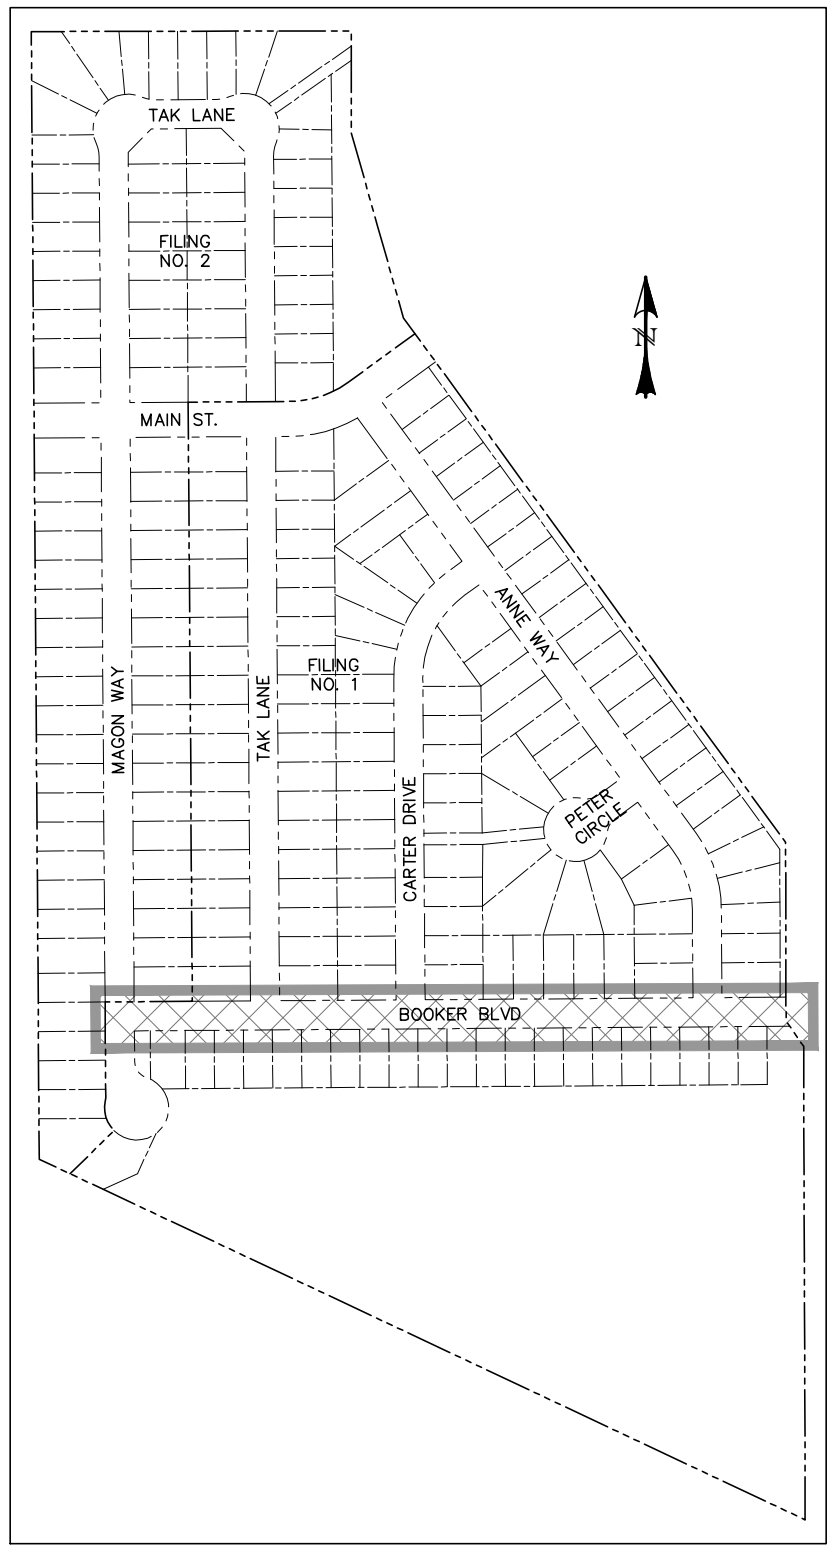 TAK LANE
FILING
NO. 2
N
MAIN ST.
ANNE WAY
FILING
NO. 1
MAGON WAY
TAK LANE
CARTER DRIVE
PETER
CIRCLE
BOOKER BLVD